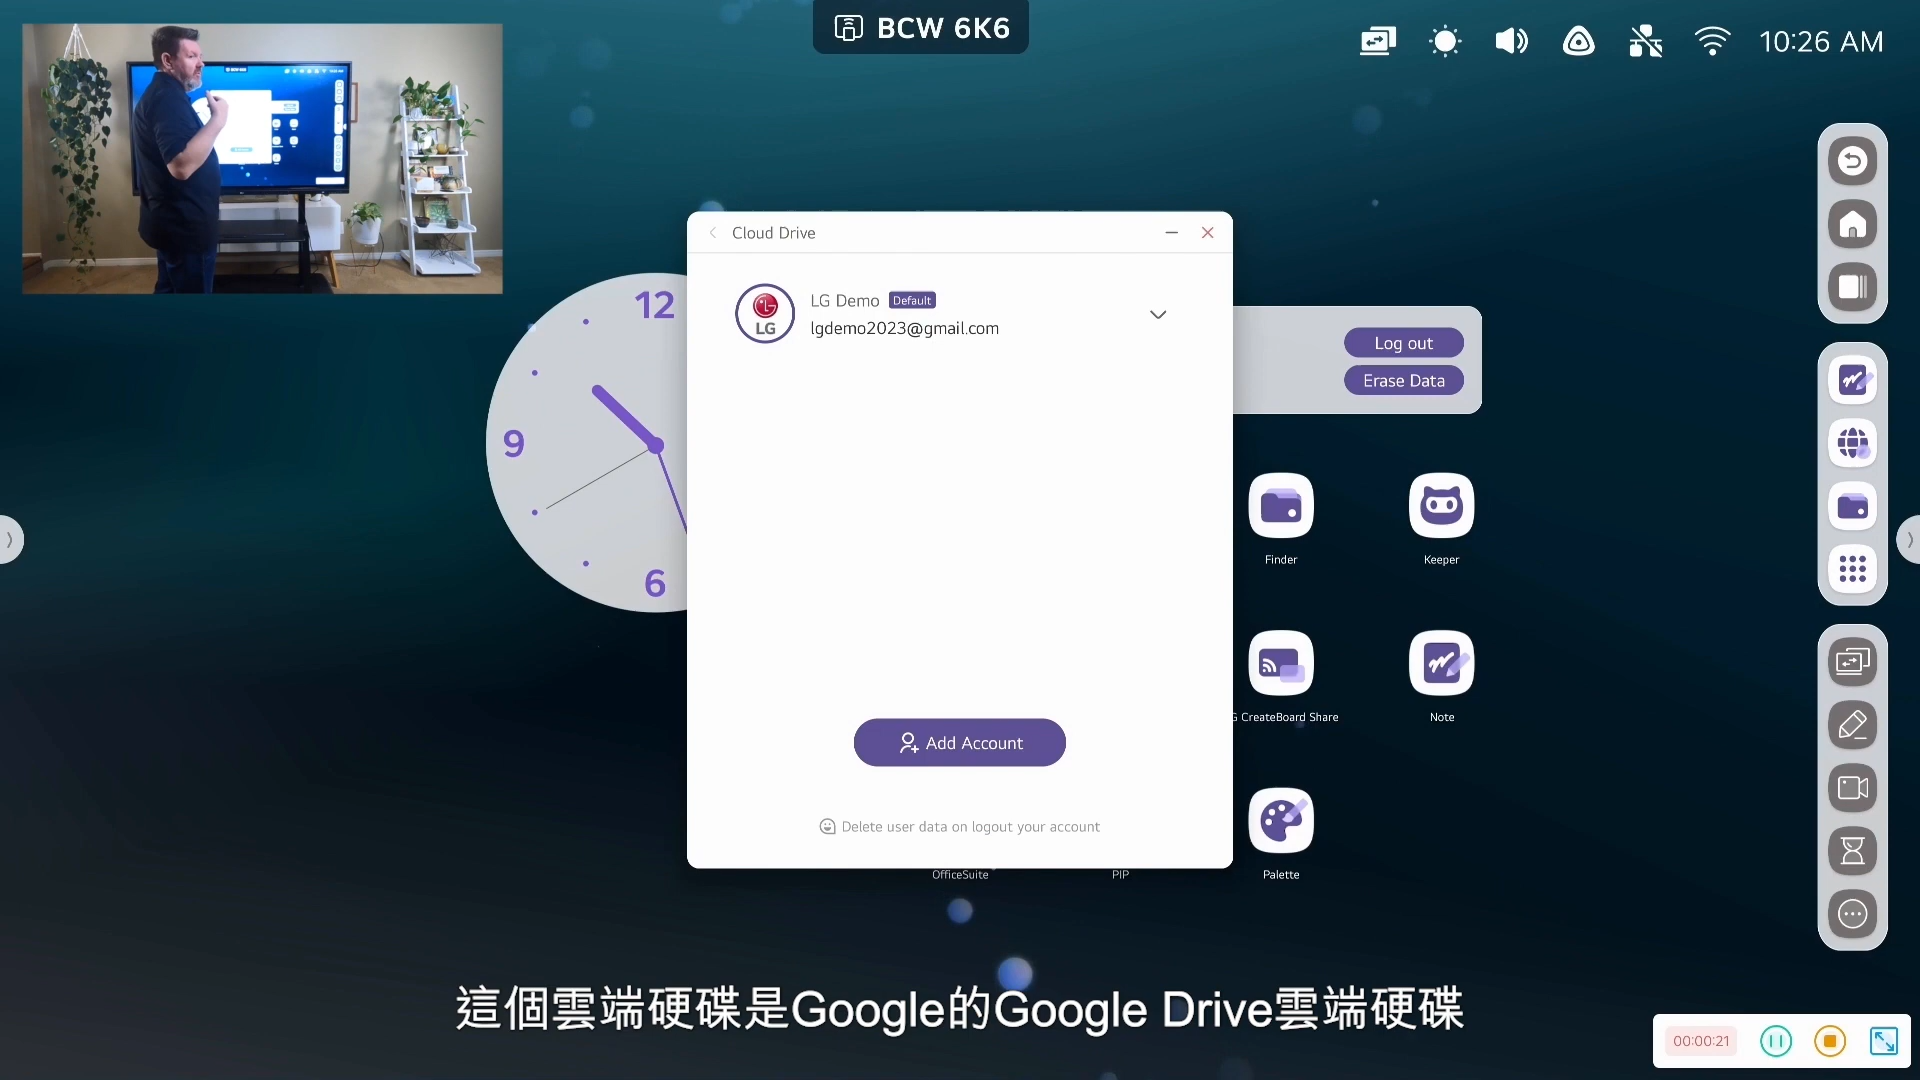 BCW 6K6
10:26 AM
Cloud Drive
LG Demo Default
lgdemo2023@gmail.com
LG
12
9
6
Log out
Erase Data
Finder
Keeper
G CreateBoard Share
Note
Add Account
Delete user data on logout your account
OfficeSuite
PIP
Palette
這個雲端硬碟是Google的Google Drive雲端硬碟
00:00:21